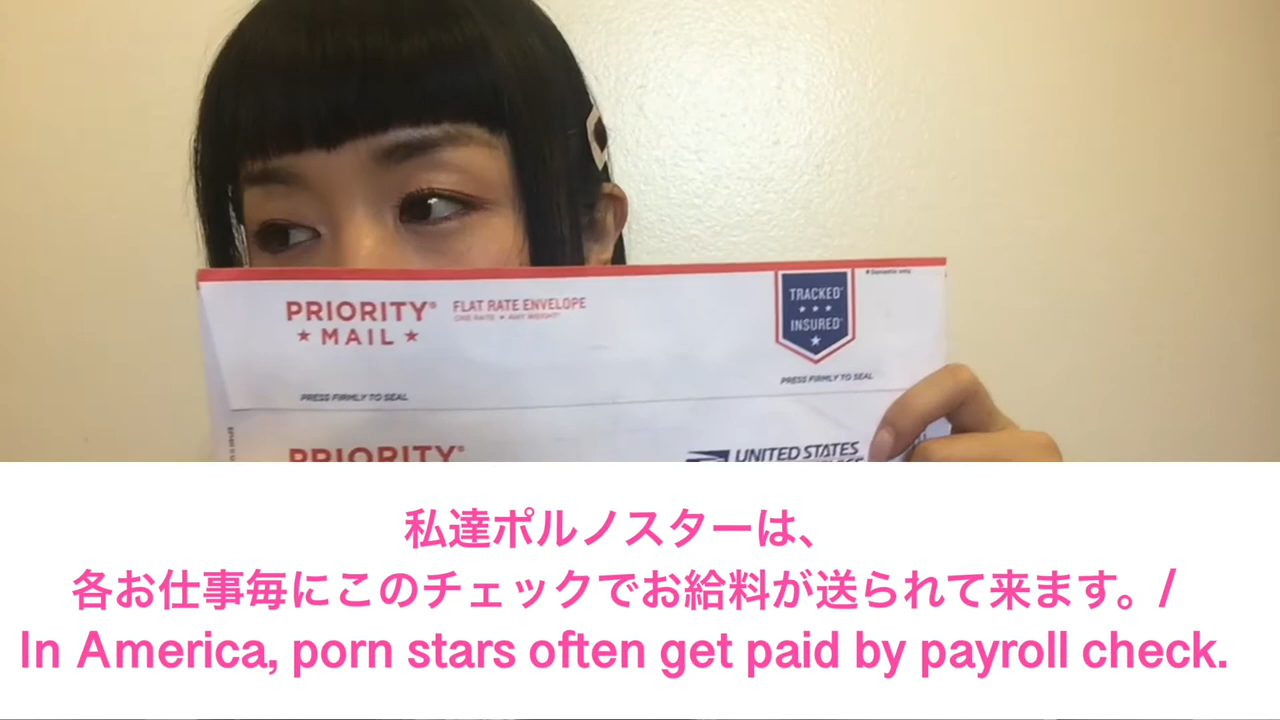 PRIORITY®
★ MAIL ★
FLAT RATE ENVELOPE
ONE RATE ★ ANY WEIGHT*
TRACKED*
★ ★ ★
INSURED*
★
* Domestic only
PRESS FIRMLY TO SEAL
PRESS FIRMLY TO SEAL
PRIORITY®
UNITED STATES
私達ポルノスターは、
各お仕事毎にこのチェックでお給料が送られて来ます。/
In America, porn stars often get paid by payroll check.